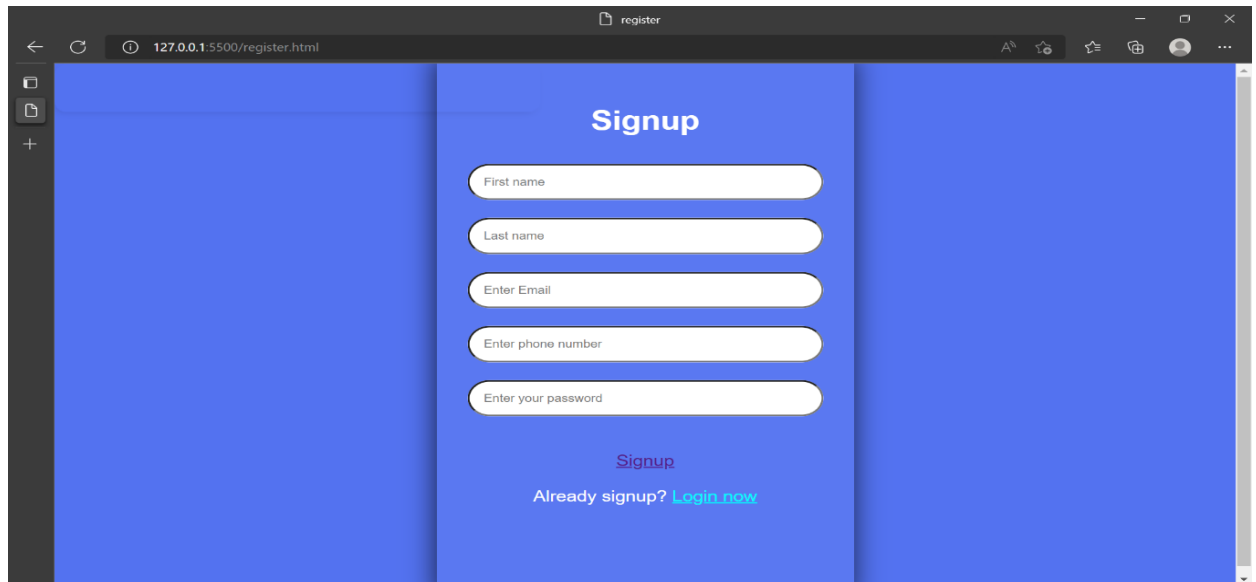 register
127.0.0.1:5500/register.html
Signup
First name
Last name
Enter Email
Enter phone number
Enter your password
Signup
Already signup? Login now